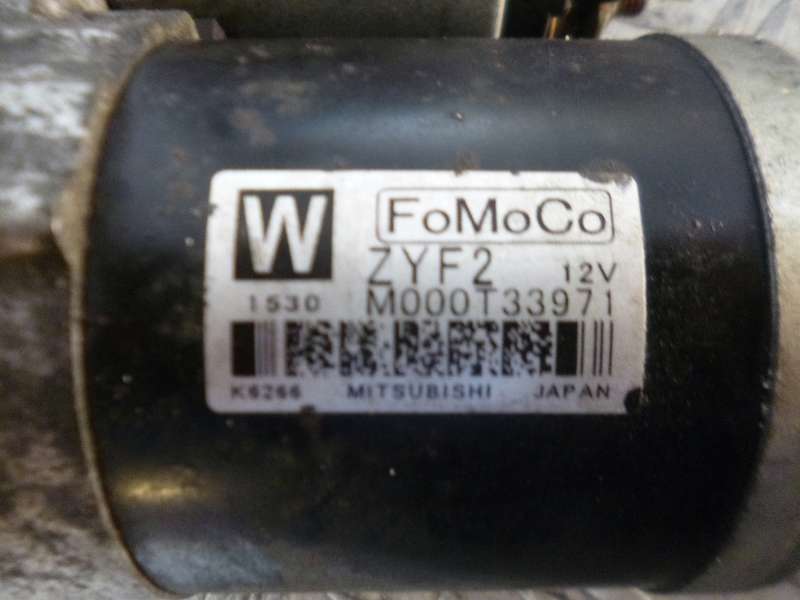 W
FoMoCo
ZYF2 12V
1530 M000T33971
K6266 MITSUBISHI JAPAN